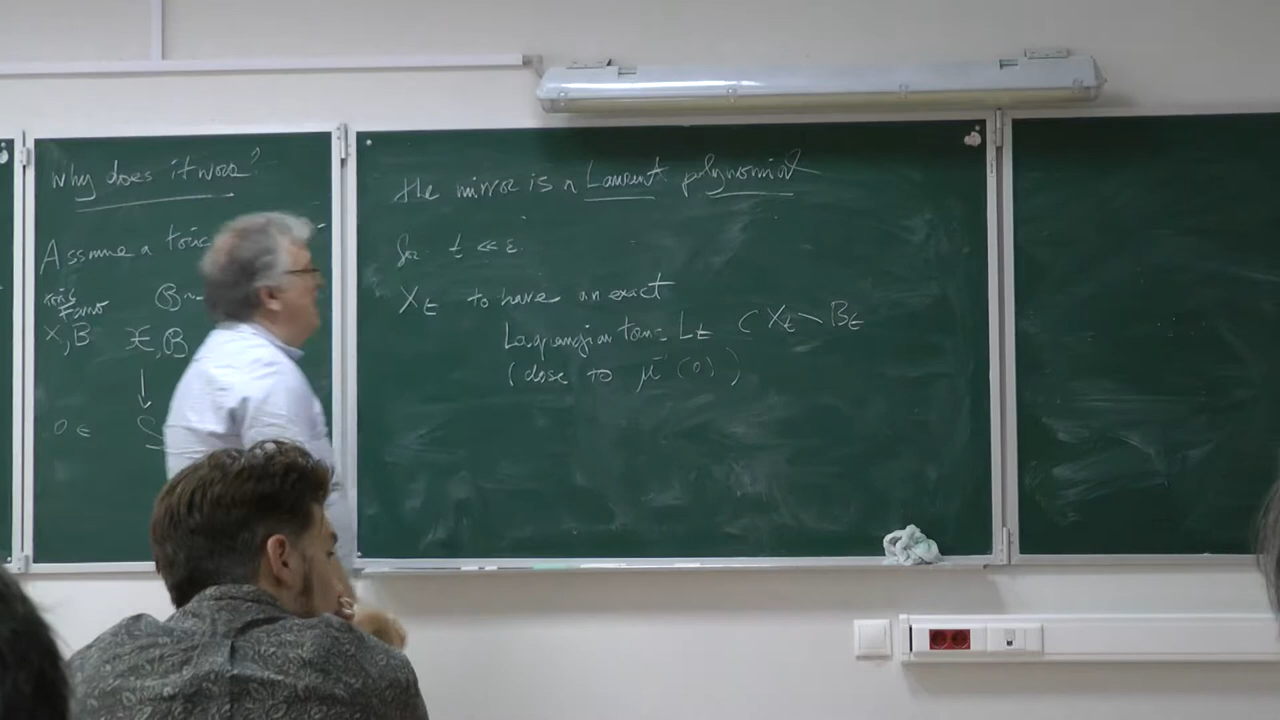 Why does it work?
Assume a toric
toric
Fano
X, B 𝔛, 𝓑
↓
0 ∈ S
the mirror is a Laurent polynomial
for t << ε.
X_t to have an exact
Lagrangian torus L_t ⊂ X_t \ B_t
(close to μ⁻¹(0))